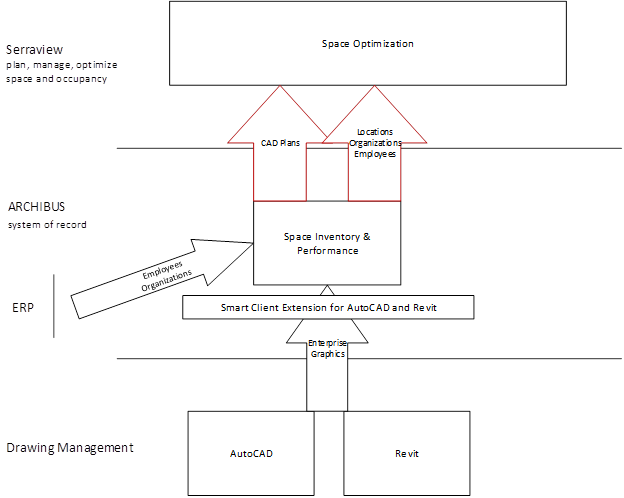 Serraview
plan, manage, optimize
space and occupancy
Space Optimization
CAD Plans
Locations
Organizations
Employees
ARCHIBUS
system of record
Space Inventory &
Performance
Employees
Organizations
ERP
Smart Client Extension for AutoCAD and Revit
Enterprise
Graphics
Drawing Management
AutoCAD
Revit